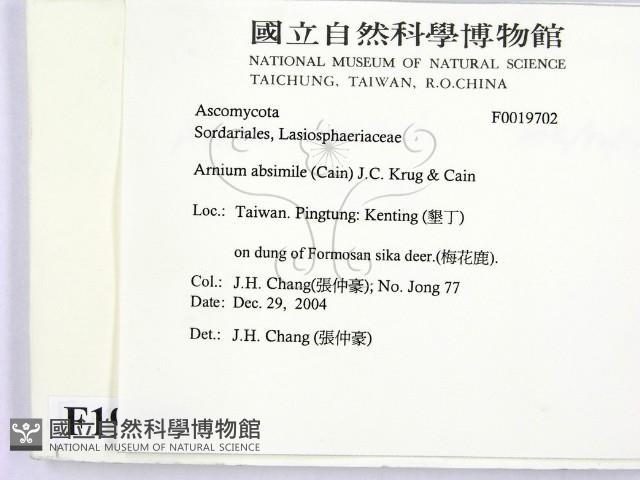 國立自然科學博物館
NATIONAL MUSEUM OF NATURAL SCIENCE
TAICHUNG, TAIWAN, R.O.CHINA
Ascomycota F0019702
Sordariales, Lasiosphaeriaceae
Arnium absimile (Cain) J.C. Krug & Cain
Loc.: Taiwan. Pingtung: Kenting (墾丁)
on dung of Formosan sika deer.(梅花鹿).
Col.: J.H. Chang(張仲豪); No. Jong 77
Date: Dec. 29, 2004
Det.: J.H. Chang (張仲豪)
國立自然科學博物館
NATIONAL MUSEUM OF NATURAL SCIENCE